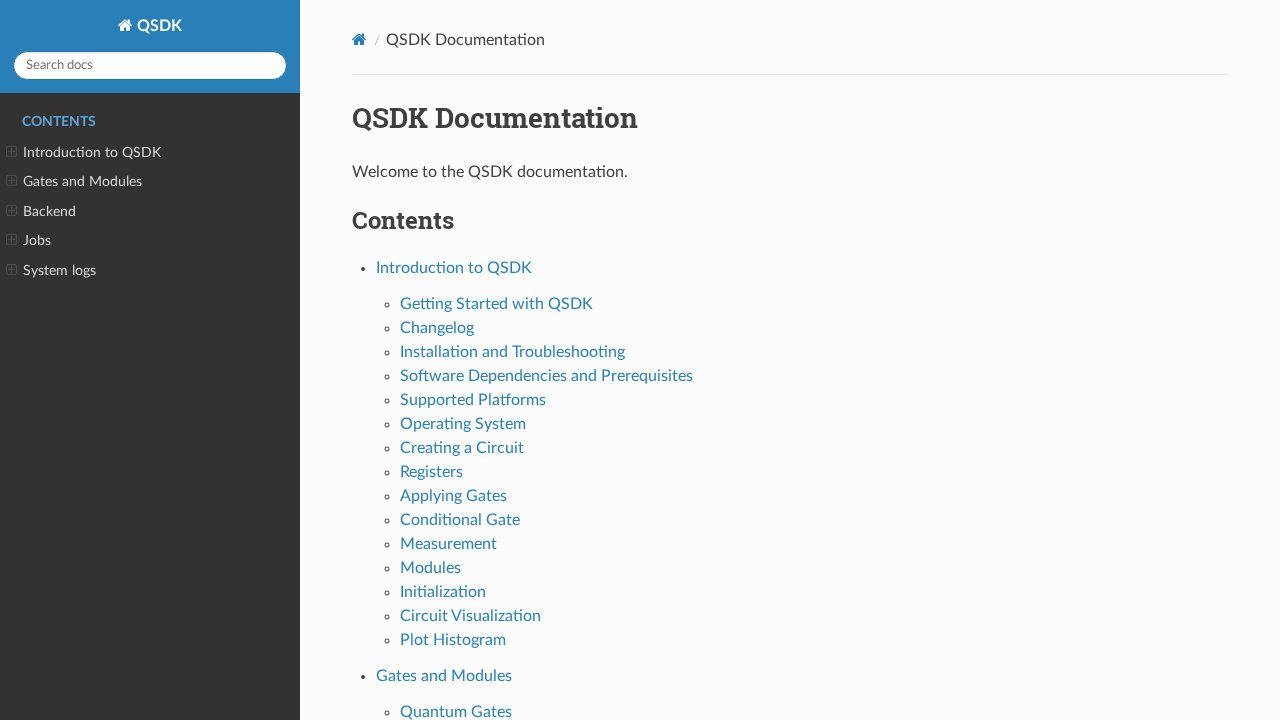 QSDK
Search docs
CONTENTS
Introduction to QSDK
Gates and Modules
Backend
Jobs
System logs
/ QSDK Documentation
QSDK Documentation
Welcome to the QSDK documentation.
Contents
Introduction to QSDK
Getting Started with QSDK
Changelog
Installation and Troubleshooting
Software Dependencies and Prerequisites
Supported Platforms
Operating System
Creating a Circuit
Registers
Applying Gates
Conditional Gate
Measurement
Modules
Initialization
Circuit Visualization
Plot Histogram
Gates and Modules
Quantum Gates